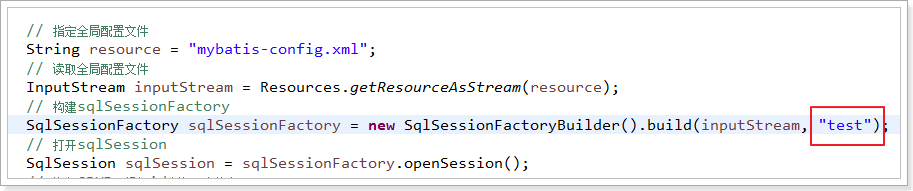 // 指定全局配置文件
String resource = "mybatis-config.xml";
// 读取全局配置文件
InputStream inputStream = Resources.getResourceAsStream(resource);
// 构建sqlSessionFactory
SqlSessionFactory sqlSessionFactory = new SqlSessionFactoryBuilder().build(inputStream, "test");
// 打开sqlSession
SqlSession sqlSession = sqlSessionFactory.openSession();